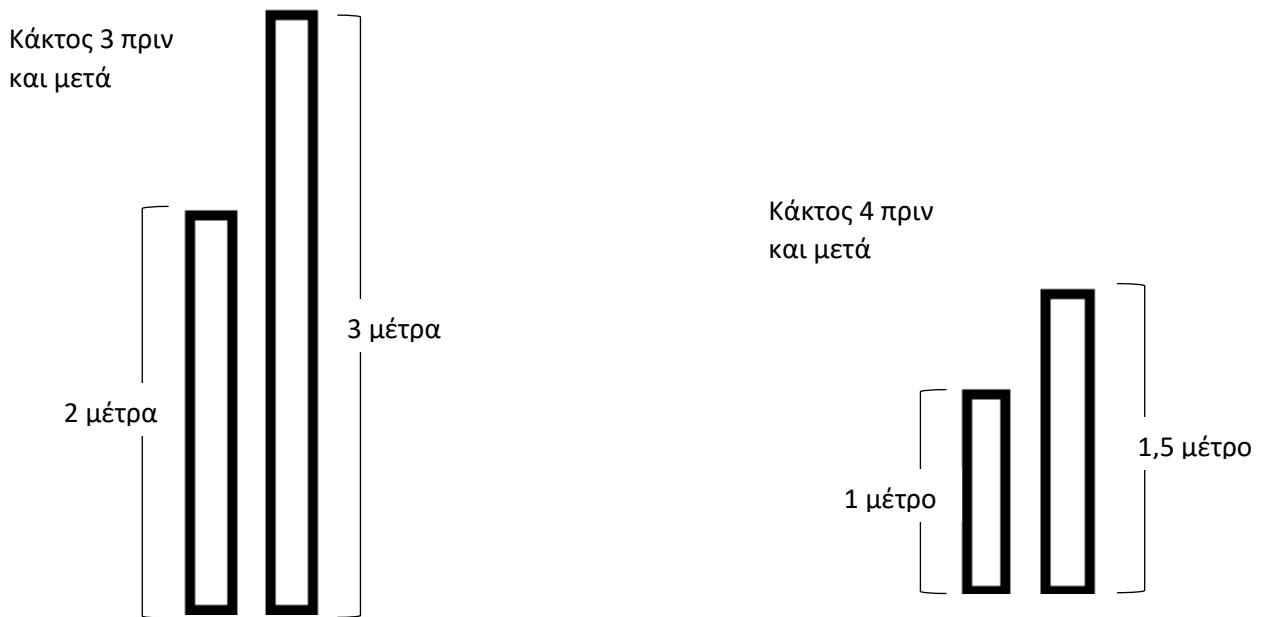 Κάκτος 3 πριν
και μετά
3 μέτρα
2 μέτρα
Κάκτος 4 πριν
και μετά
1,5 μέτρο
1 μέτρο